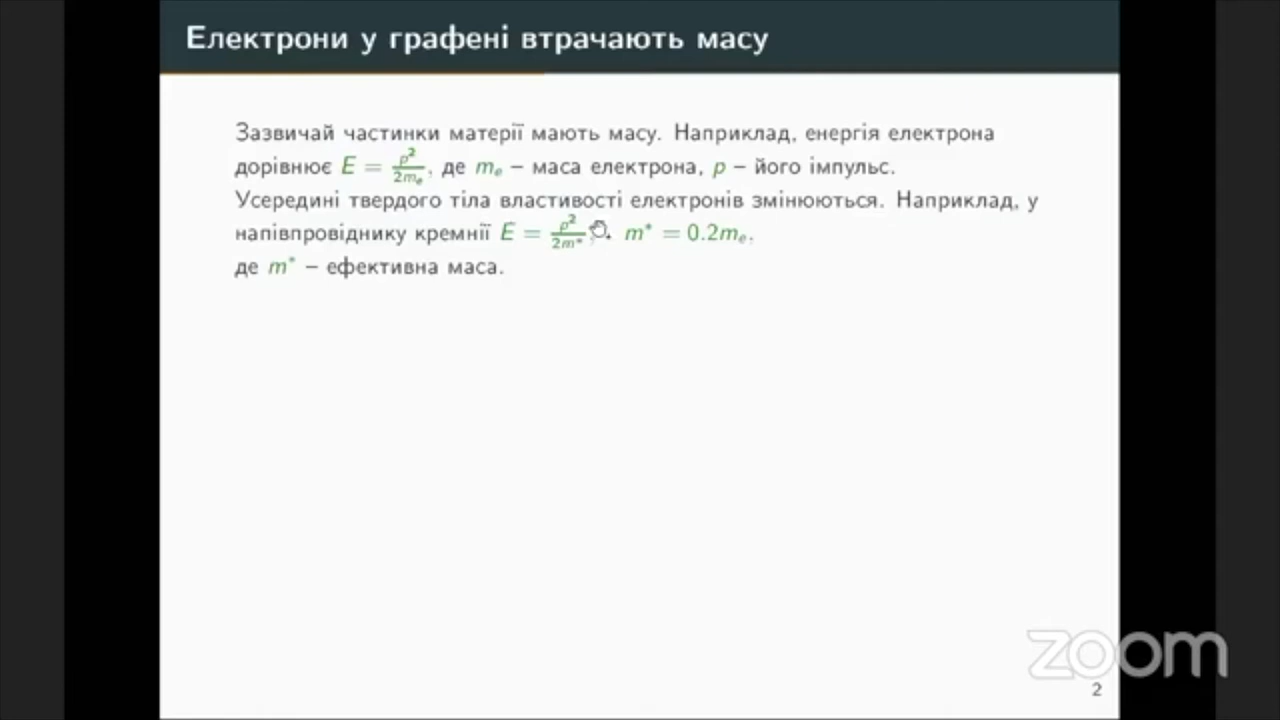 Електрони у графені втрачають масу
Зазвичай частинки матерії мають масу. Наприклад, енергія електрона
дорівнює E = p²/2mₑ, де mₑ – маса електрона, p – його імпульс.
Усередині твердого тіла властивості електронів змінюються. Наприклад, у
напівпровіднику кремнії E = p²/2m*, m* = 0.2mₑ.
де m* – ефективна маса.
zoom
2